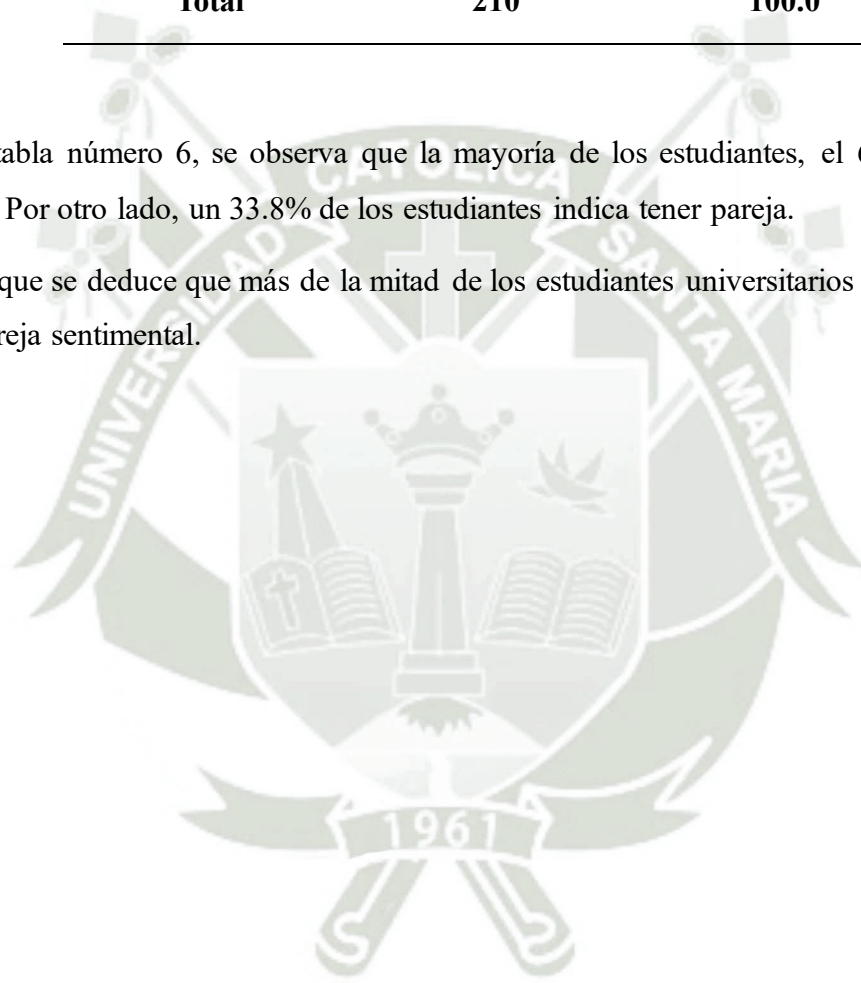 Total 210 100.0
tabla número 6, se observa que la mayoría de los estudiantes, el
Por otro lado, un 33.8% de los estudiantes indica tener pareja.
que se deduce que más de la mitad de los estudiantes universitarios
sentimental.
UNIVERSIDAD CATOLICA SANTA MARIA
1961